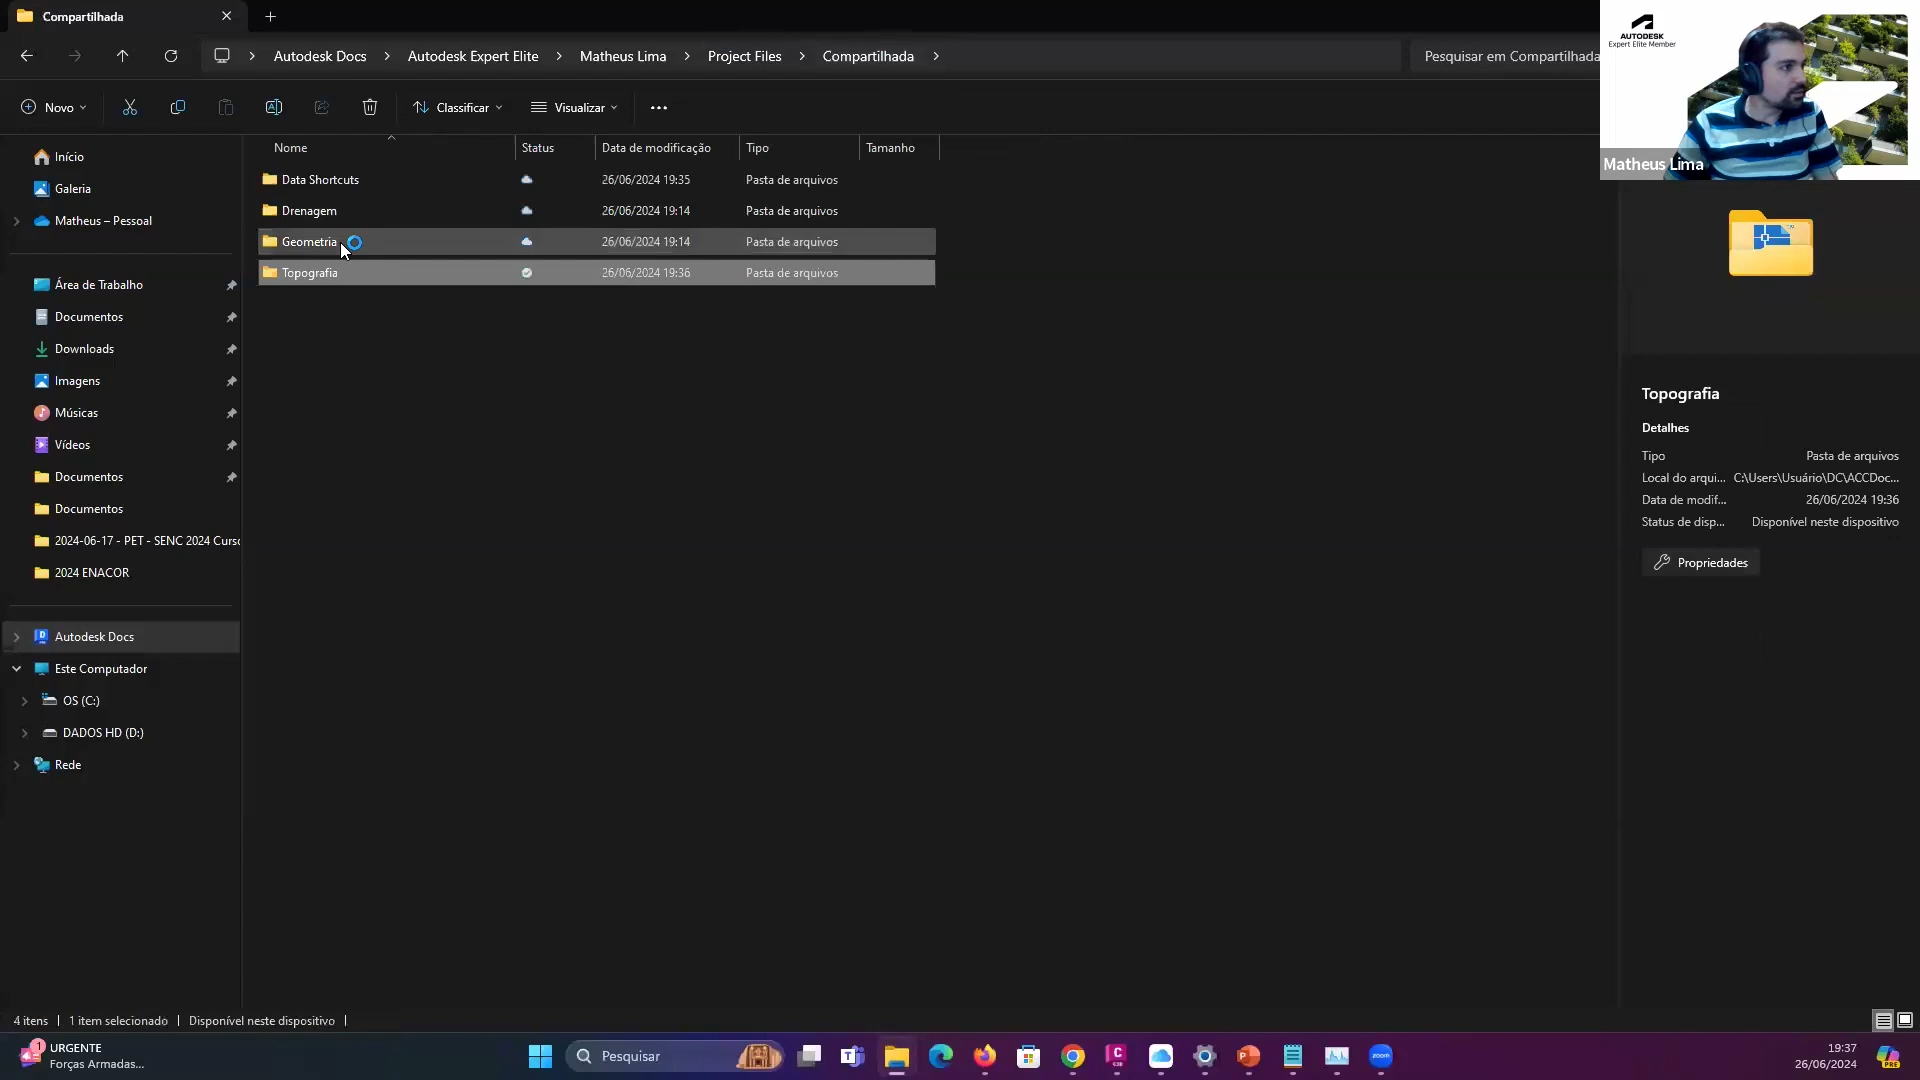 Compartilhada
Autodesk Docs
Autodesk Expert Elite
Matheus Lima
Project Files
Compartilhada
Pesquisar em Compartilhada
AUTODESK
Expert Elite Member
Matheus Lima
Novo
Classificar
Visualizar
Nome
Status
Data de modificação
Tipo
Tamanho
Data Shortcuts
26/06/2024 19:35
Pasta de arquivos
Drenagem
26/06/2024 19:14
Pasta de arquivos
Geometria
26/06/2024 19:14
Pasta de arquivos
Topografia
26/06/2024 19:36
Pasta de arquivos
Início
Galeria
Matheus – Pessoal
Área de Trabalho
Documentos
Downloads
Imagens
Músicas
Vídeos
Documentos
Documentos
2024-06-17 - PET - SENC 2024 Curso
2024 ENACOR
Autodesk Docs
Este Computador
OS (C:)
DADOS HD (D:)
Rede
Topografia
Detalhes
Tipo
Pasta de arquivos
Local do arqui...
C:\Users\Usuário\DC\ACCDoc...
Data de modif...
26/06/2024 19:36
Status de disp...
Disponível neste dispositivo
Propriedades
4 itens
1 item selecionado
Disponível neste dispositivo
1
URGENTE
Forças Armadas...
Pesquisar
zoom
19:37
26/06/2024
PRE